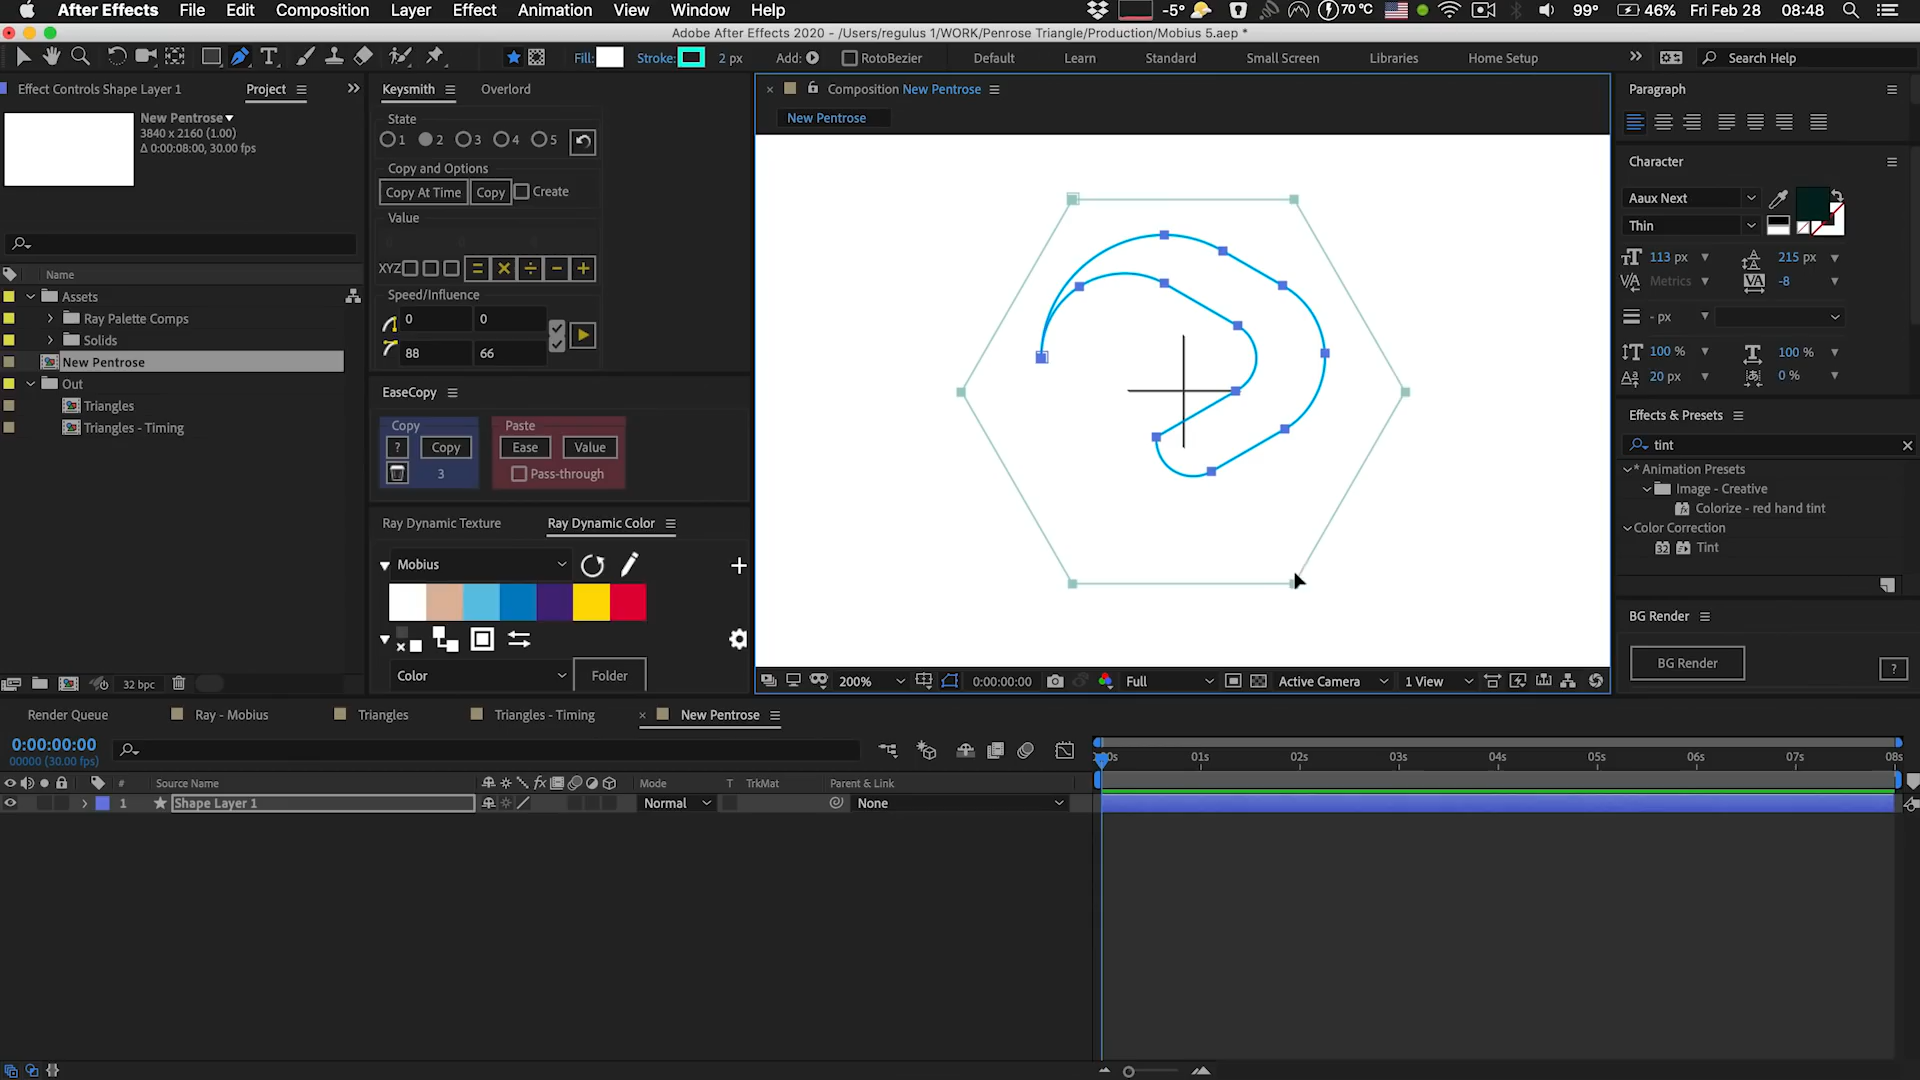 After Effects File Edit Composition Layer Effect Animation View Window Help -5° 70 °C 99° 46% Fri Feb 28 08:48
Adobe After Effects 2020 - /Users/regulus 1/WORK/Penrose Triangle/Production/Mobius 5.aep *
Fill: Stroke: 2 px Add: RotoBezier Default Learn Standard Small Screen Libraries Home Setup Search Help
Effect Controls Shape Layer 1 Project
New Pentrose
3840 x 2160 (1.00)
Δ 0:00:08:00, 30.00 fps
Name
Assets
Ray Palette Comps
Solids
New Pentrose
Out
Triangles
Triangles - Timing
32 bpc
Keysmith Overlord
State
1 2 3 4 5
Copy and Options
Copy At Time Copy Create
Value
XYZ = × ÷ − +
Speed/Influence
0 0
88 66
EaseCopy
Copy Paste
? Copy Ease Value
3 Pass-through
Ray Dynamic Texture Ray Dynamic Color
Mobius
Color Folder
Composition New Pentrose
New Pentrose
200% 0:00:00:00 Full Active Camera 1 View
Paragraph
Character
Aaux Next
Thin
113 px 215 px
Metrics -8
- px
100 % 100 %
20 px 0 %
Effects & Presets
tint
* Animation Presets
Image - Creative
Colorize - red hand tint
Color Correction
32 Tint
BG Render
BG Render ?
Render Queue Ray - Mobius Triangles Triangles - Timing New Pentrose
0:00:00:00
00000 (30.00 fps)
# Source Name Mode T TrkMat Parent & Link
1 Shape Layer 1 Normal None
01s 02s 03s 04s 05s 06s 07s 08s